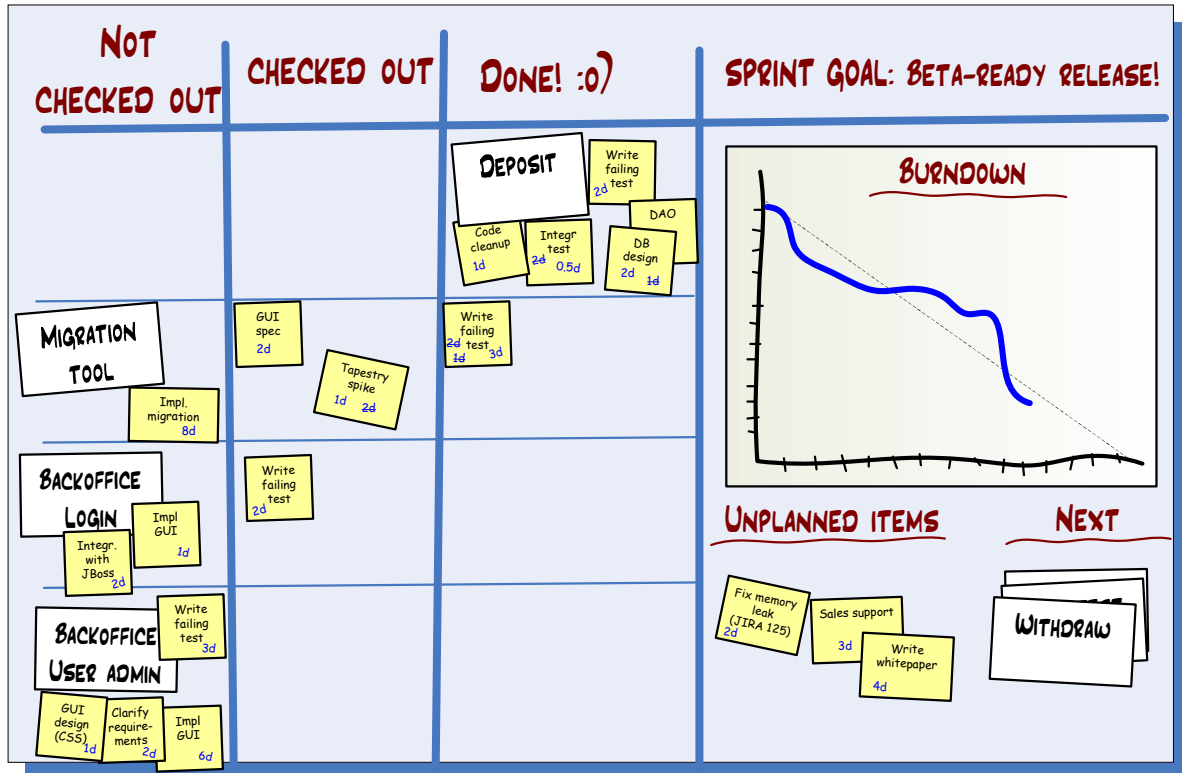 Not
checked out
checked out
Done! :o)
sprint goal: Beta-ready release!
Deposit
Write
failing
test
2d
DAO
Code
cleanup
1d
Integr
test
2d 0.5d
DB
design
2d 1d
Burndown
Migration
tool
Impl.
migration
8d
GUI
spec
2d
Tapestry
spike
1d 2d
Write
failing
test
2d
1d 3d
Backoffice
Login
Impl
GUI
1d
Integr.
with
JBoss
2d
Write
failing
test
2d
Backoffice
User admin
Write
failing
test
3d
GUI
design
(CSS)
1d
Clarify
require-
ments
2d
Impl
GUI
6d
Unplanned items
Next
Fix memory
leak
(JIRA 125)
2d
Sales support
3d
Write
whitepaper
4d
Withdraw